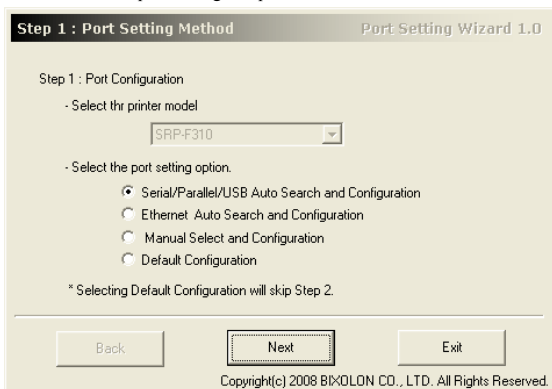 Step 1 : Port Setting Method Port Setting Wizard 1.0
Step 1 : Port Configuration
- Select thr printer model
SRP-F310
- Select the port setting option.
Serial/Parallel/USB Auto Search and Configuration
Ethernet Auto Search and Configuration
Manual Select and Configuration
Default Configuration
* Selecting Default Configuration will skip Step 2.
Back Next Exit
Copyright(c) 2008 BIXOLON CO., LTD. All Rights Reserved.